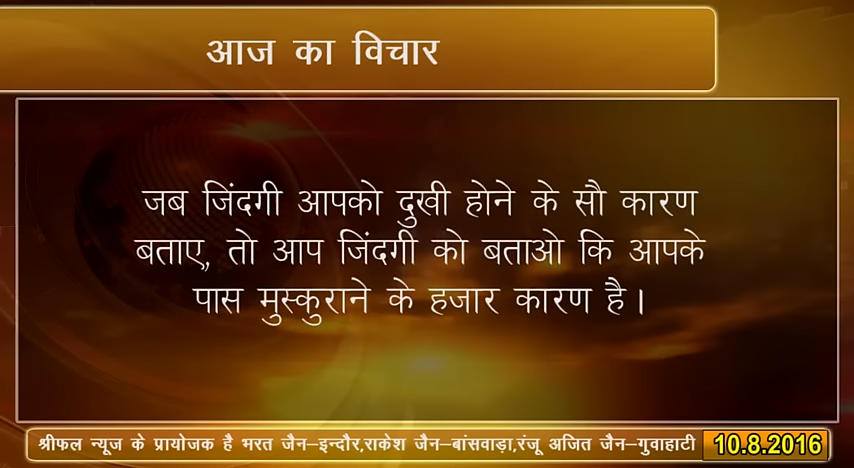 आज का विचार
जब जिंदगी आपको दुखी होने के सौ कारण
बताए, तो आप जिंदगी को बताओ कि आपके
पास मुस्कुराने के हजार कारण है।
श्रीफल न्यूज के प्रायोजक है भरत जैन–इन्दौर,राकेश जैन–बांसवाड़ा,रंजू अजित जैन–गुवाहाटी
10.8.2016